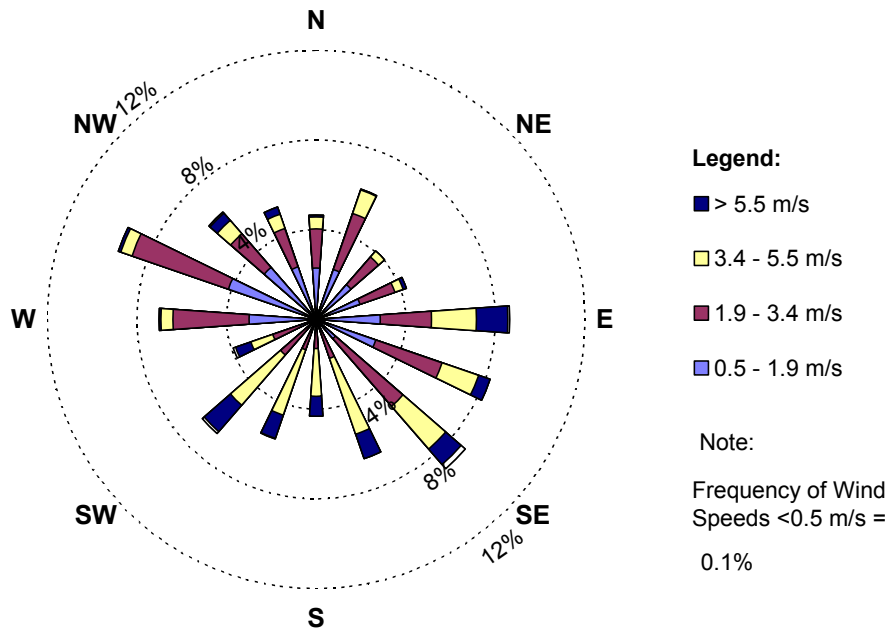 N
12%
NW
NE
8%
4%
W
E
4%
8%
SW
SE
12%
S
Legend:
> 5.5 m/s
3.4 - 5.5 m/s
1.9 - 3.4 m/s
0.5 - 1.9 m/s
Note:
Frequency of Wind
Speeds <0.5 m/s =
0.1%